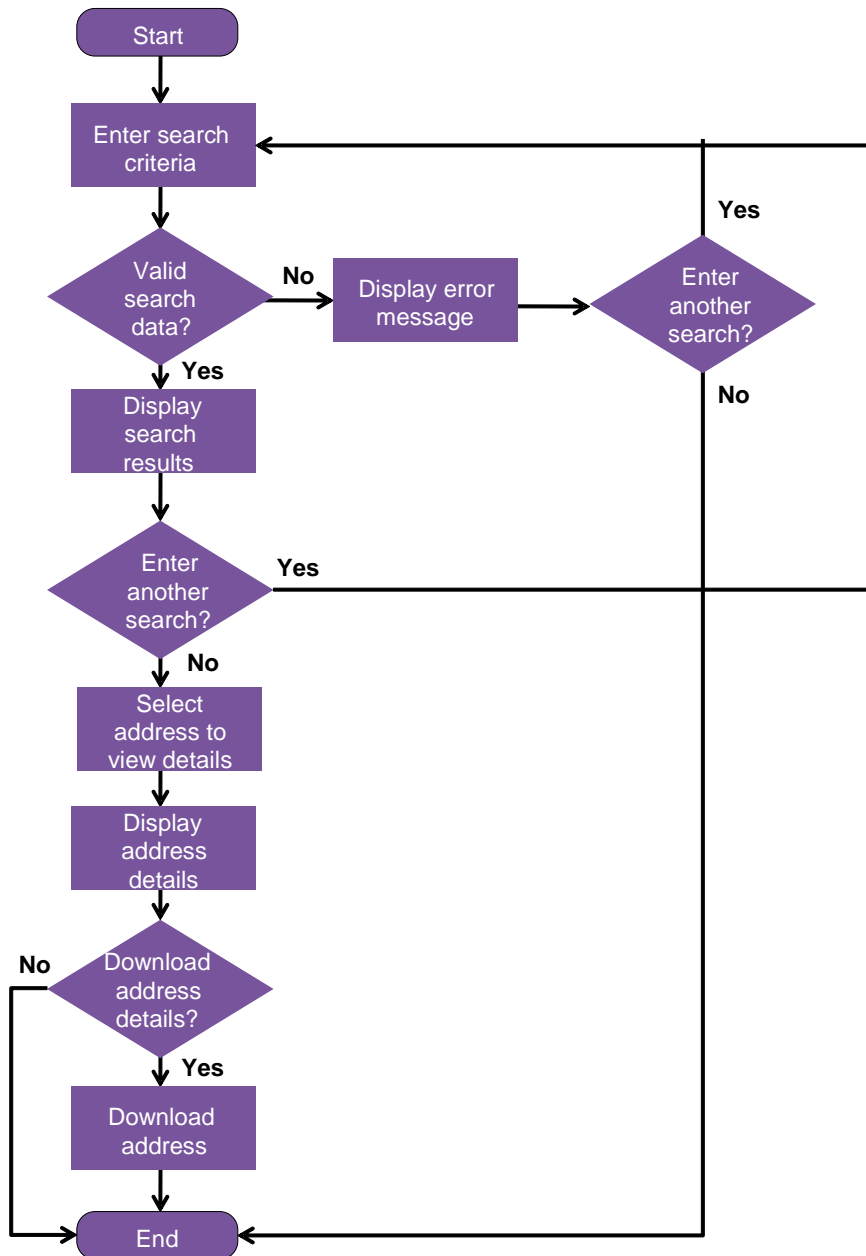 Start
Enter search
criteria
Yes
Valid
search
data?
No
Display error
message
Enter
another
search?
Yes
No
Display
search
results
Enter
another
search?
Yes
No
Select
address to
view details
Display
address
details
No
Download
address
details?
Yes
Download
address
End